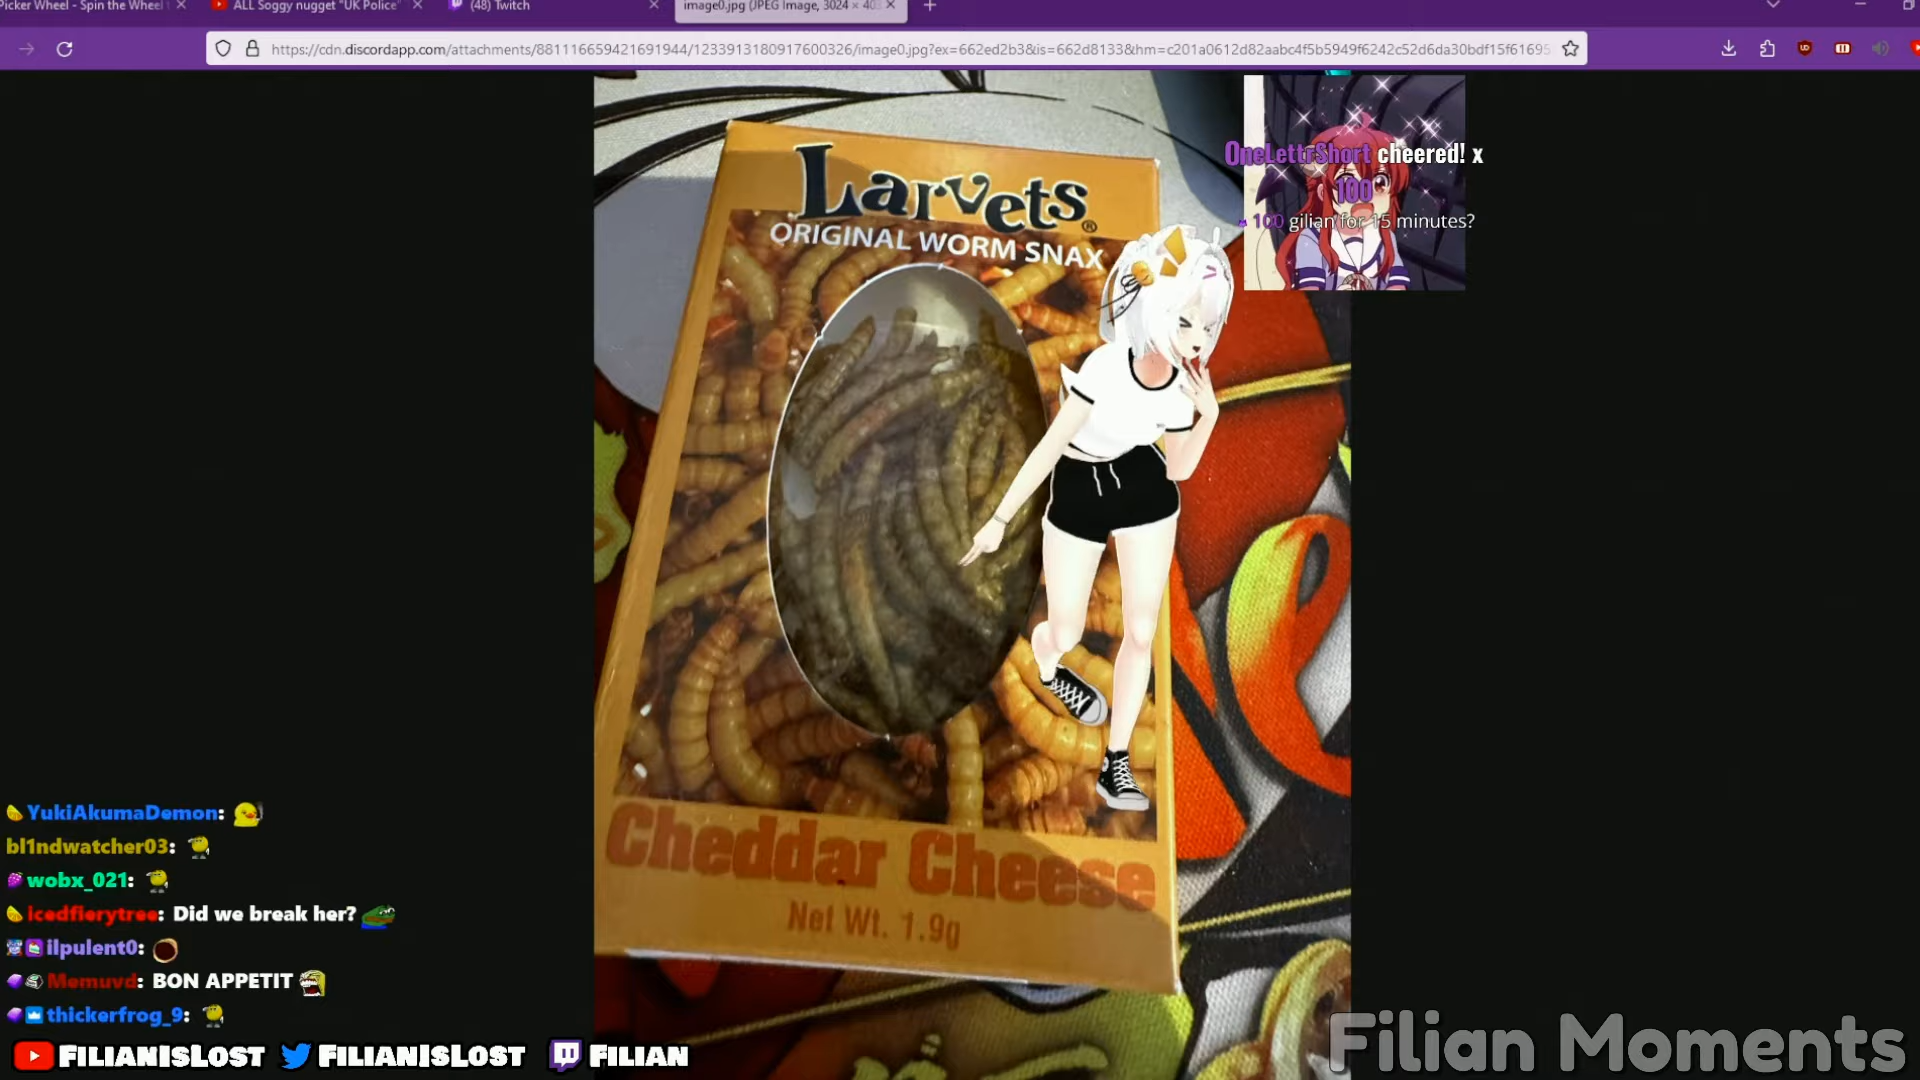 Picker Wheel - Spin the Wheel
ALL Soggy nugget "UK Police"
(48) Twitch
image0.jpg (JPEG Image, 3024 × 403
https://cdn.discordapp.com/attachments/881116659421691944/1233913180917600326/image0.jpg?ex=662ed2b3&is=662d8133&hm=c201a0612d82aabc4f5b5949f6242c52d6da30bdf15f61695
Larvets®
ORIGINAL WORM SNAX
OneLettrShort cheered! x
100
100 gilian for 15 minutes?
Cheddar Cheese
Net Wt. 1.9g
YukiAkumaDemon:
bl1ndwatcher03:
wobx_021:
icedfierytree: Did we break her?
ilpulent0:
Memuvd: BON APPETIT
thickerfrog_9:
FILIANISLOST FILIANISLOST FILIAN
Filian Moments